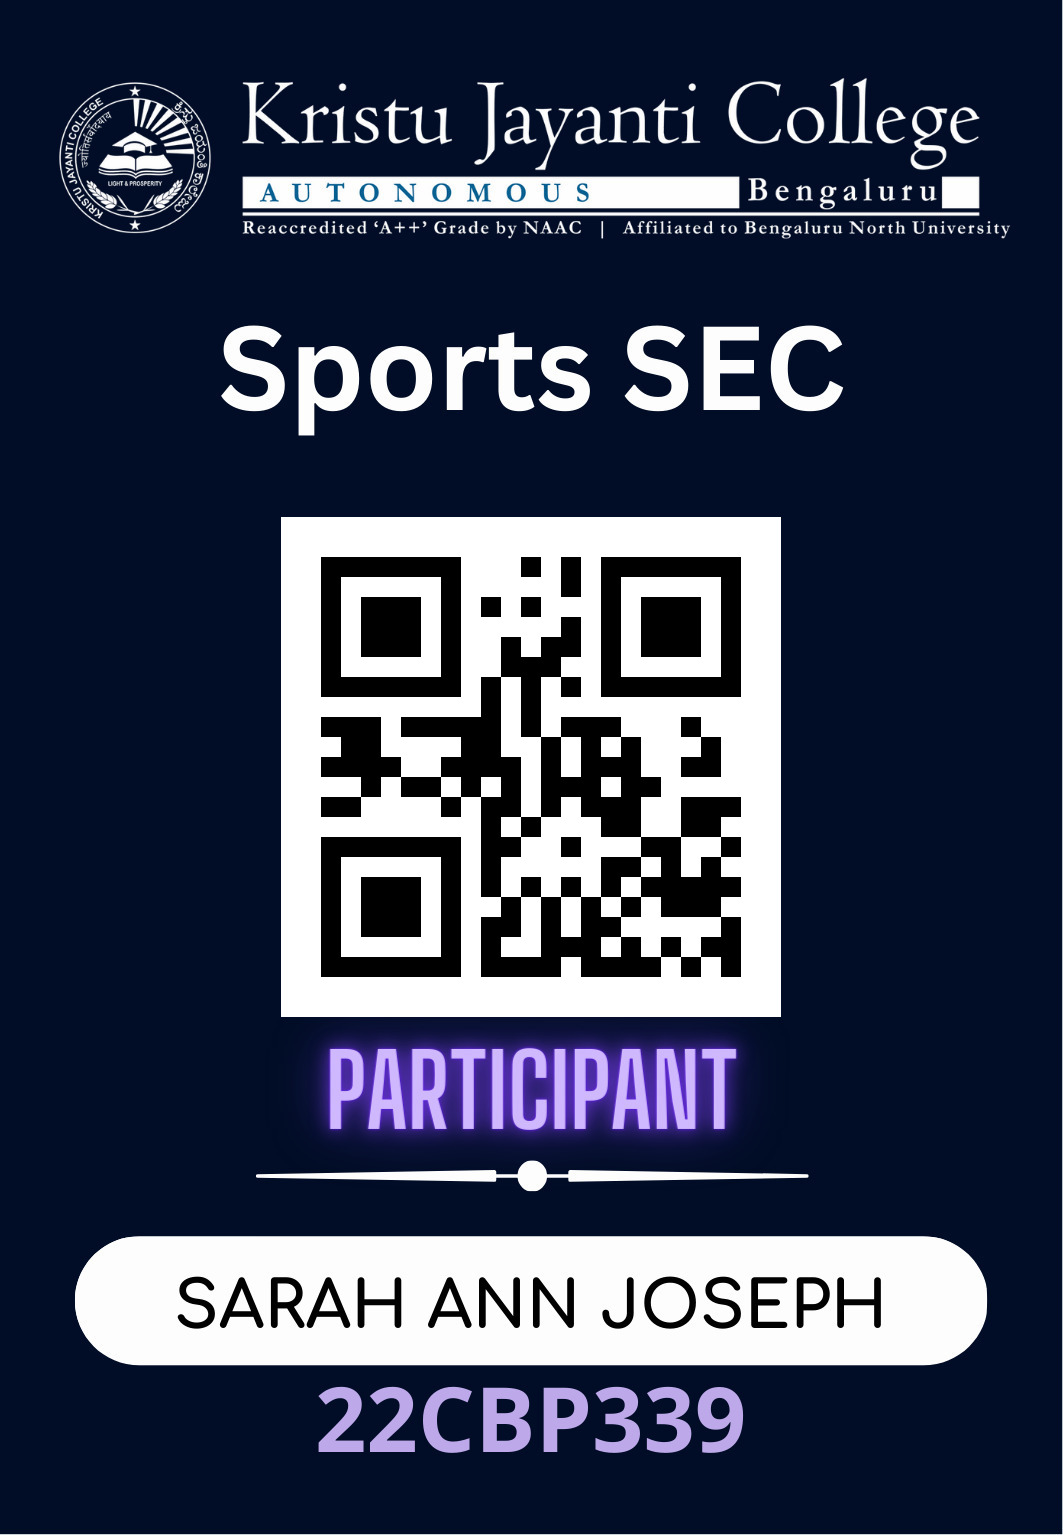 Kristu Jayanti College
AUTONOMOUS Bengaluru
Reaccredited ‘A++’ Grade by NAAC | Affiliated to Bengaluru North University
KRISTU JAYANTI COLLEGE
LIGHT & PROSPERITY
Sports SEC
PARTICIPANT
SARAH ANN JOSEPH
22CBP339